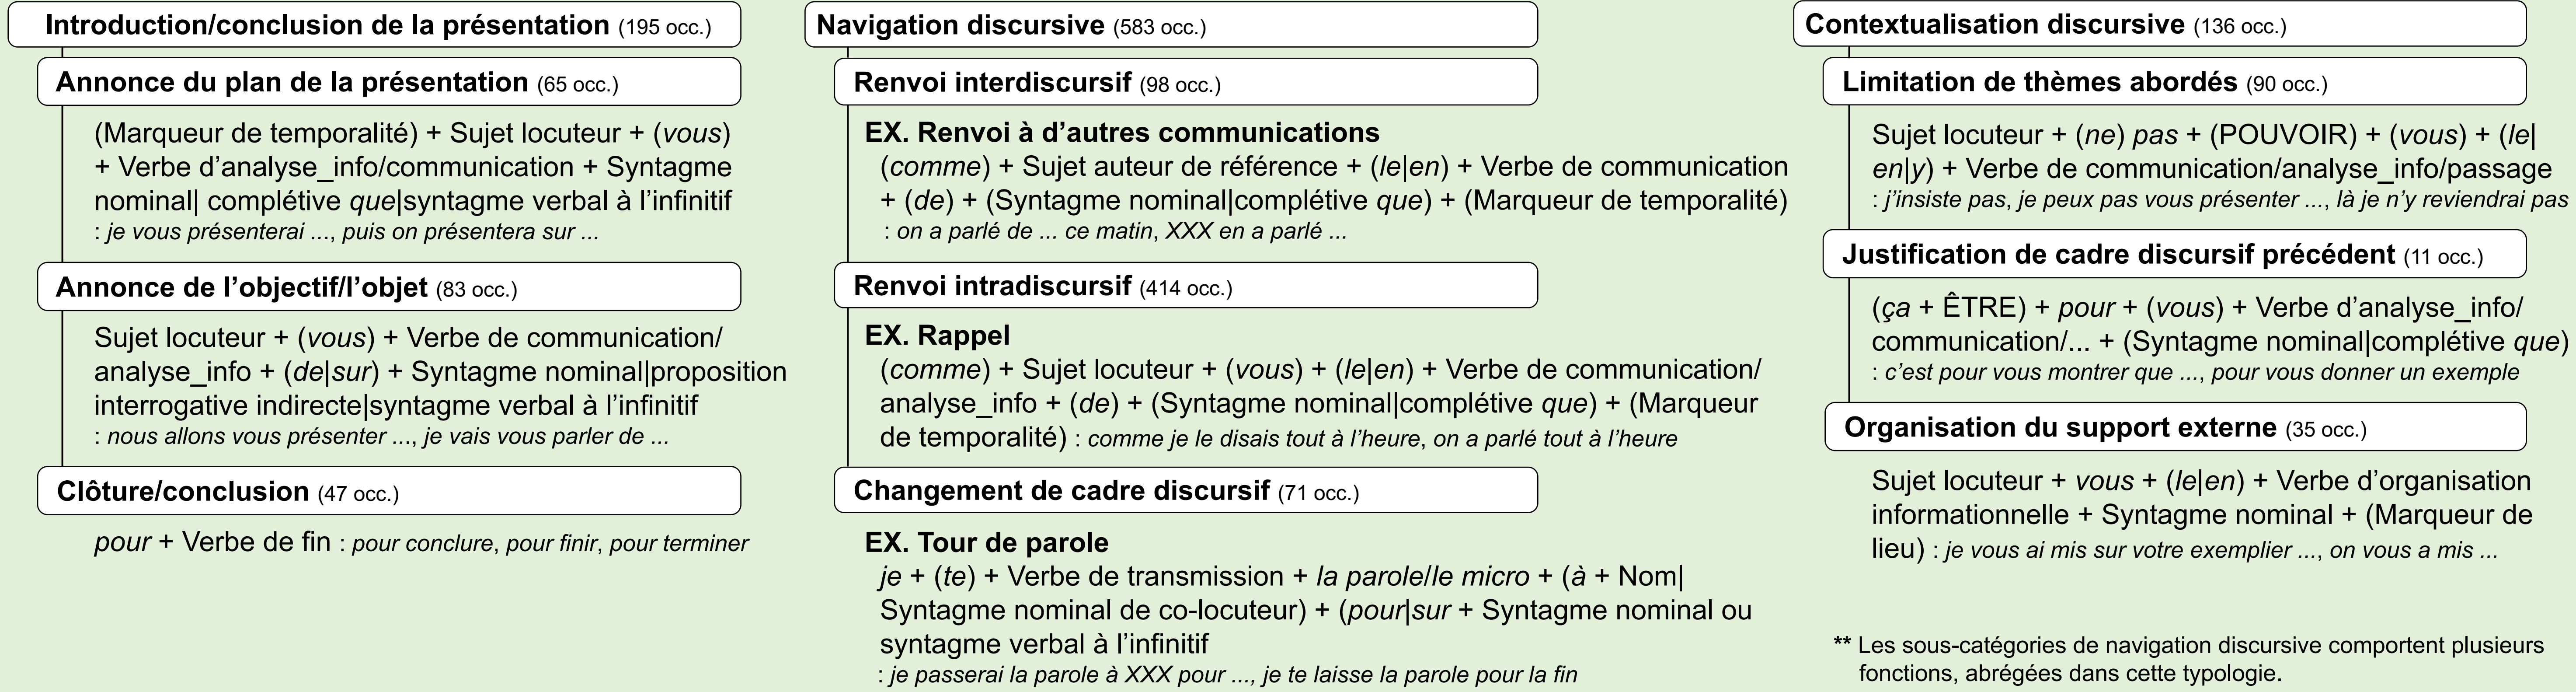 Introduction/conclusion de la présentation (195 occ.)
Annonce du plan de la présentation (65 occ.)
(Marqueur de temporalité) + Sujet locuteur + (vous)
+ Verbe d'analyse_info/communication + Syntagme
nominal| complétive que|syntagme verbal à l'infinitif
: je vous présenterai ..., puis on présentera sur ...
Annonce de l'objectif/l'objet (83 occ.)
Sujet locuteur + (vous) + Verbe de communication/
analyse_info + (de|sur) + Syntagme nominal|proposition
interrogative indirecte|syntagme verbal à l'infinitif
: nous allons vous présenter ..., je vais vous parler de ...
Clôture/conclusion (47 occ.)
pour + Verbe de fin : pour conclure, pour finir, pour terminer
Navigation discursive (583 occ.)
Renvoi interdiscursif (98 occ.)
EX. Renvoi à d'autres communications
(comme) + Sujet auteur de référence + (le|en) + Verbe de communication
+ (de) + (Syntagme nominal|complétive que) + (Marqueur de temporalité)
: on a parlé de ... ce matin, XXX en a parlé ...
Renvoi intradiscursif (414 occ.)
EX. Rappel
(comme) + Sujet locuteur + (vous) + (le|en) + Verbe de communication/
analyse_info + (de) + (Syntagme nominal|complétive que) + (Marqueur
de temporalité) : comme je le disais tout à l'heure, on a parlé tout à l'heure
Changement de cadre discursif (71 occ.)
EX. Tour de parole
je + (te) + Verbe de transmission + la parole/le micro + (à + Nom|
Syntagme nominal de co-locuteur) + (pour|sur + Syntagme nominal ou
syntagme verbal à l'infinitif
: je passerai la parole à XXX pour ..., je te laisse la parole pour la fin
Contextualisation discursive (136 occ.)
Limitation de thèmes abordés (90 occ.)
Sujet locuteur + (ne) pas + (POUVOIR) + (vous) + (le|
en|y) + Verbe de communication/analyse_info/passage
: j'insiste pas, je peux pas vous présenter ..., là je n'y reviendrai pas
Justification de cadre discursif précédent (11 occ.)
(ça + ÊTRE) + pour + (vous) + Verbe d'analyse_info/
communication/... + (Syntagme nominal|complétive que)
: c'est pour vous montrer que ..., pour vous donner un exemple
Organisation du support externe (35 occ.)
Sujet locuteur + vous + (le|en) + Verbe d'organisation
informationnelle + Syntagme nominal + (Marqueur de
lieu) : je vous ai mis sur votre exemplier ..., on vous a mis ...
** Les sous-catégories de navigation discursive comportent plusieurs
fonctions, abrégées dans cette typologie.